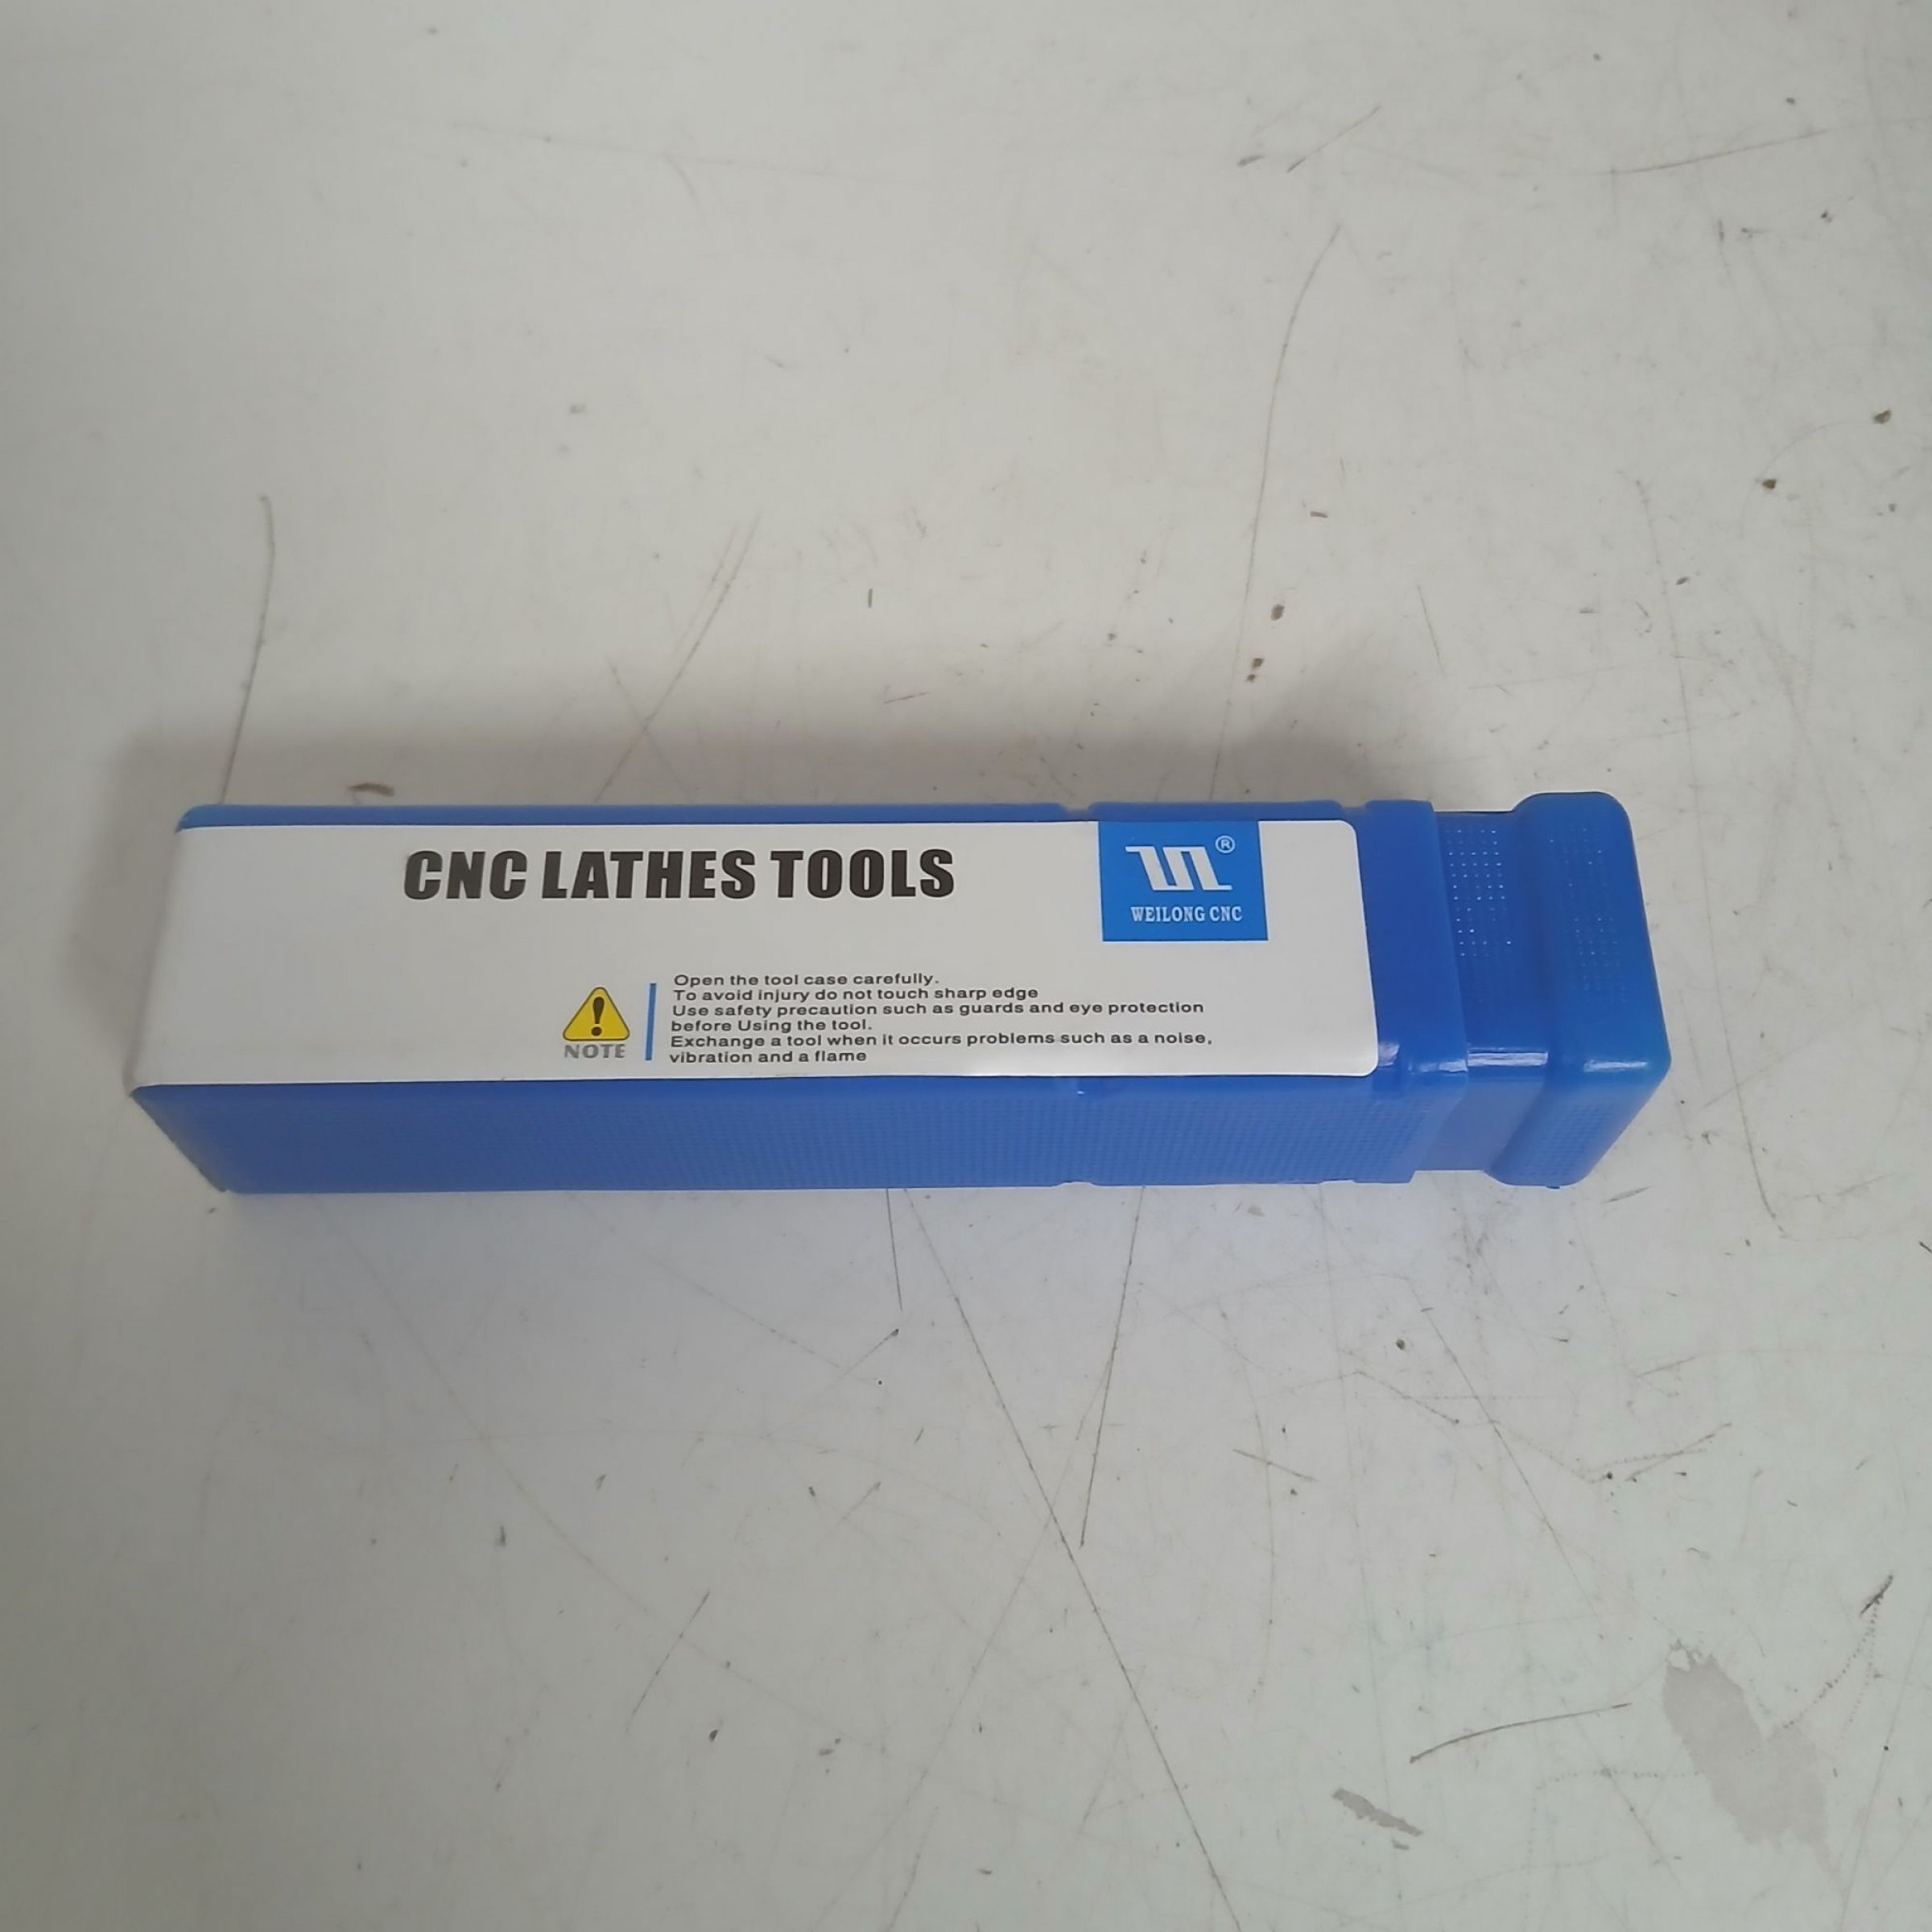 CNC LATHES TOOLS
®
WEILONG CNC
NOTE
Open the tool case carefully.
To avoid injury do not touch sharp edge
Use safety precaution such as guards and eye protection
before Using the tool.
Exchange a tool when it occurs problems such as a noise,
vibration and a flame